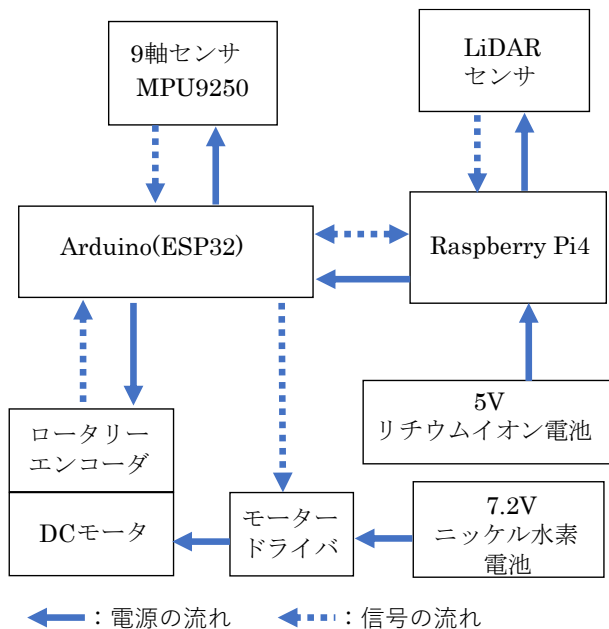 9軸センサ
MPU9250
LiDAR
センサ
Arduino(ESP32)
Raspberry Pi4
5V
リチウムイオン電池
ロータリー
エンコーダ
DCモータ
モーター
ドライバ
7.2V
ニッケル水素
電池
：電源の流れ
：信号の流れ